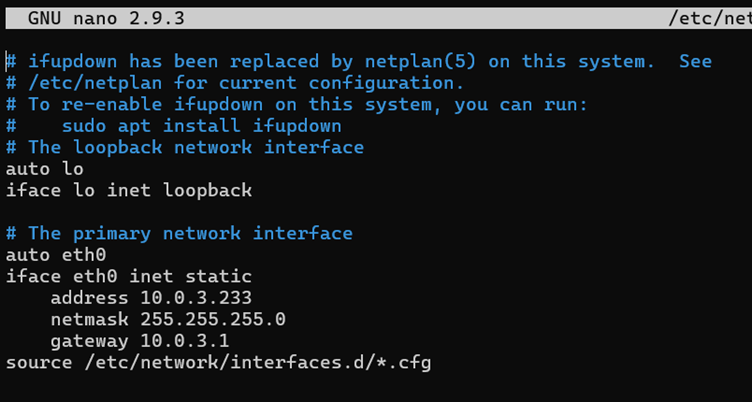 GNU nano 2.9.3 /etc/net
# ifupdown has been replaced by netplan(5) on this system.  See
# /etc/netplan for current configuration.
# To re-enable ifupdown on this system, you can run:
#    sudo apt install ifupdown
# The loopback network interface
auto lo
iface lo inet loopback
# The primary network interface
auto eth0
iface eth0 inet static
    address 10.0.3.233
    netmask 255.255.255.0
    gateway 10.0.3.1
source /etc/network/interfaces.d/*.cfg